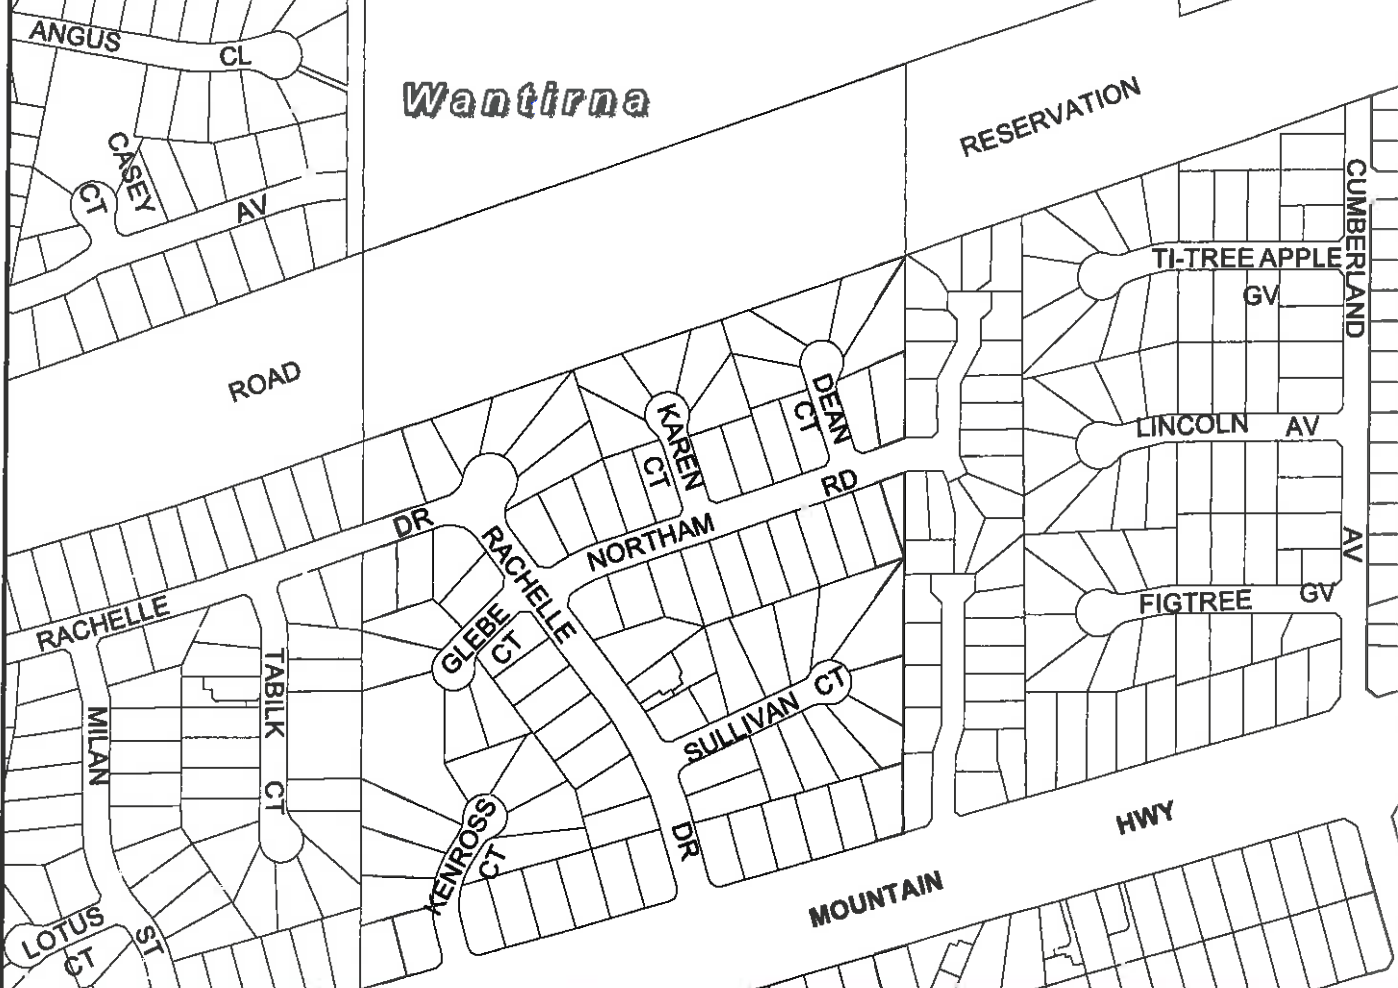 ANGUS CL
Wantirna
RESERVATION
CASEY
CT
AV
CUMBERLAND
AV
TI-TREE APPLE
GV
ROAD
DEAN
CT
KAREN
CT
LINCOLN AV
RD
NORTHAM
DR
RACHELLE
RACHELLE
DR
GLEBE
CT
FIGTREE GV
TABILK CT
MILAN
ST
SULLIVAN CT
KENROSS
CT
HWY
MOUNTAIN
LOTUS
CT